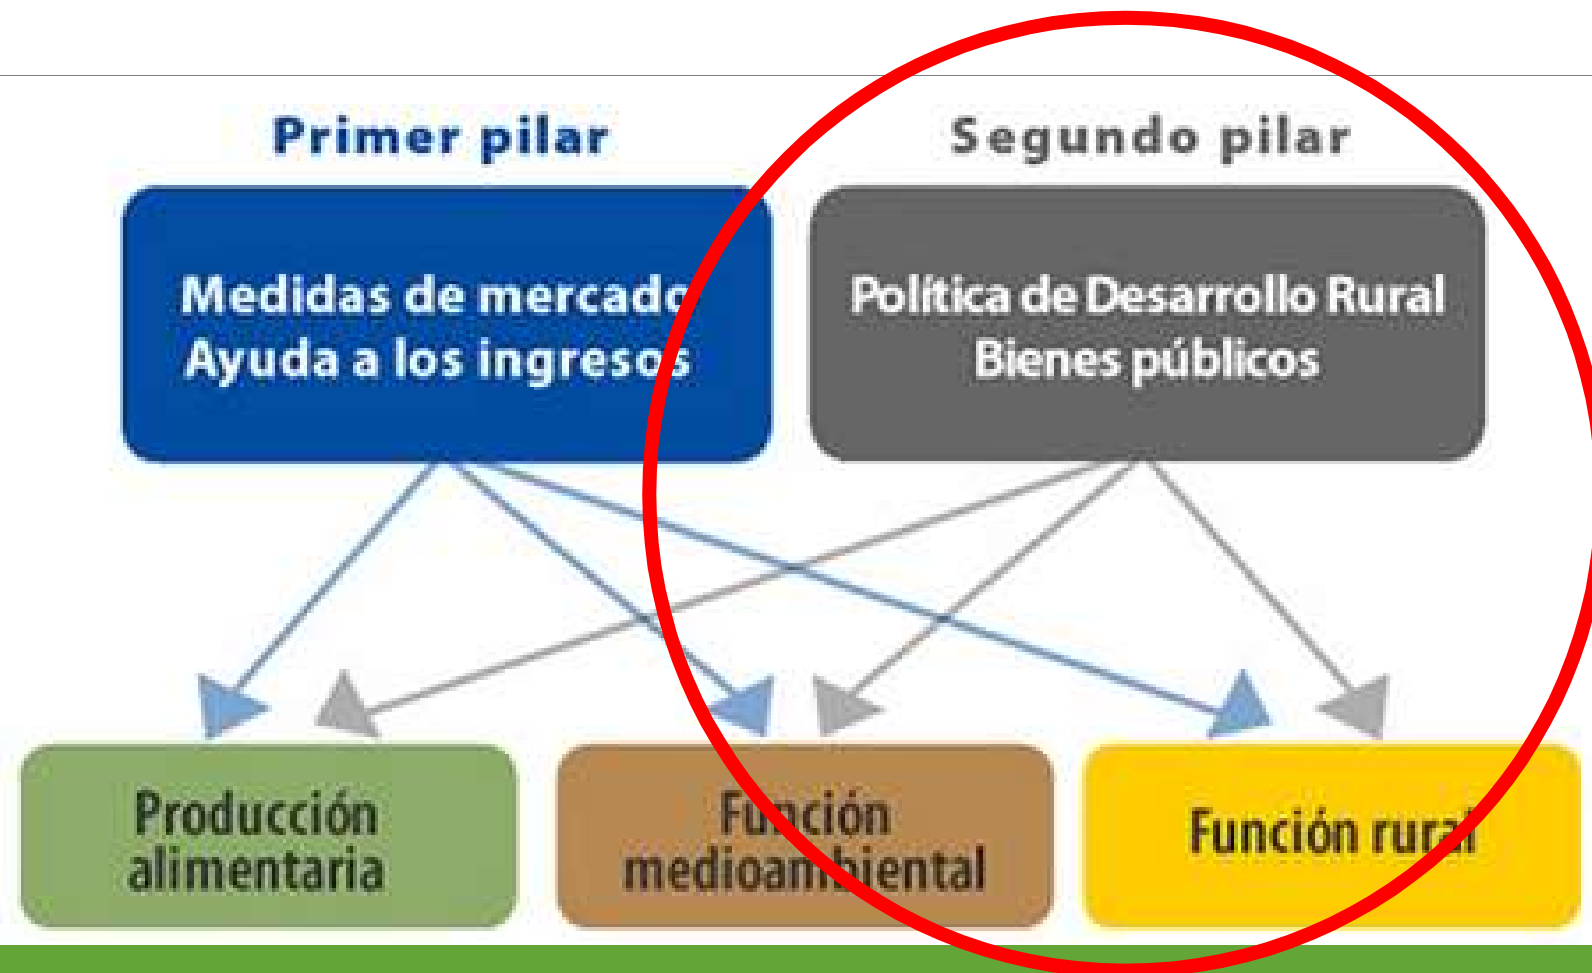 Primer pilar
Segundo pilar
Medidas de mercado
Ayuda a los ingresos
Política de Desarrollo Rural
Bienes públicos
Producción
alimentaria
Función
medioambiental
Función rural